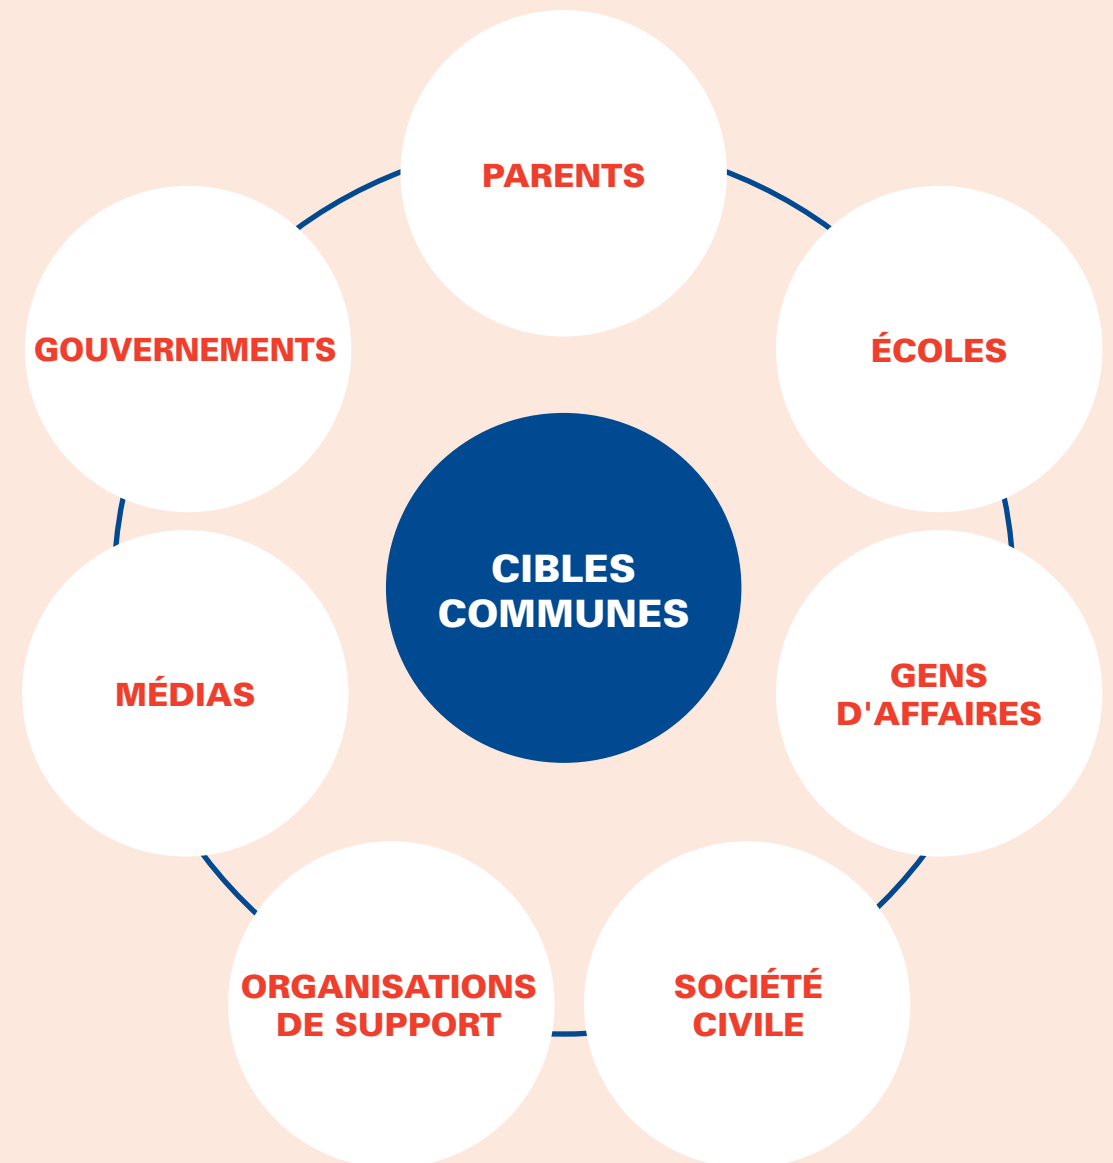 PARENTS
ÉCOLES
GENS
D'AFFAIRES
SOCIÉTÉ
CIVILE
ORGANISATIONS
DE SUPPORT
MÉDIAS
GOUVERNEMENTS
CIBLES
COMMUNES